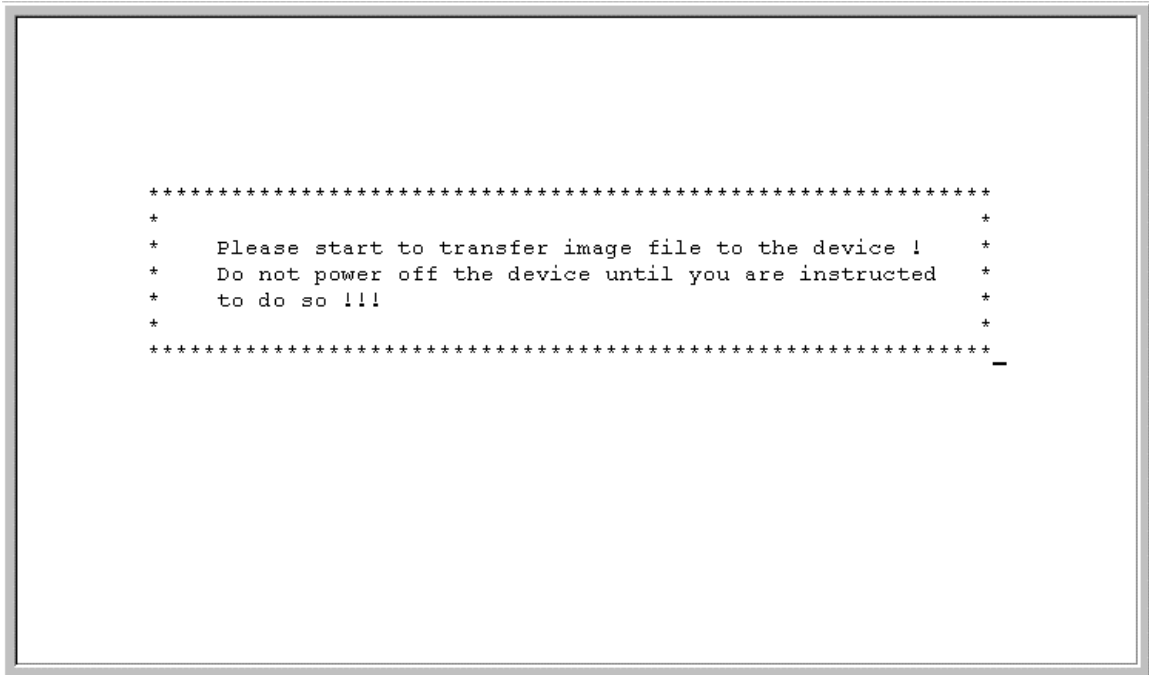 *************************************************************
* *
* Please start to transfer image file to the device ! *
* Do not power off the device until you are instructed *
* to do so !!! *
* *
*************************************************************_